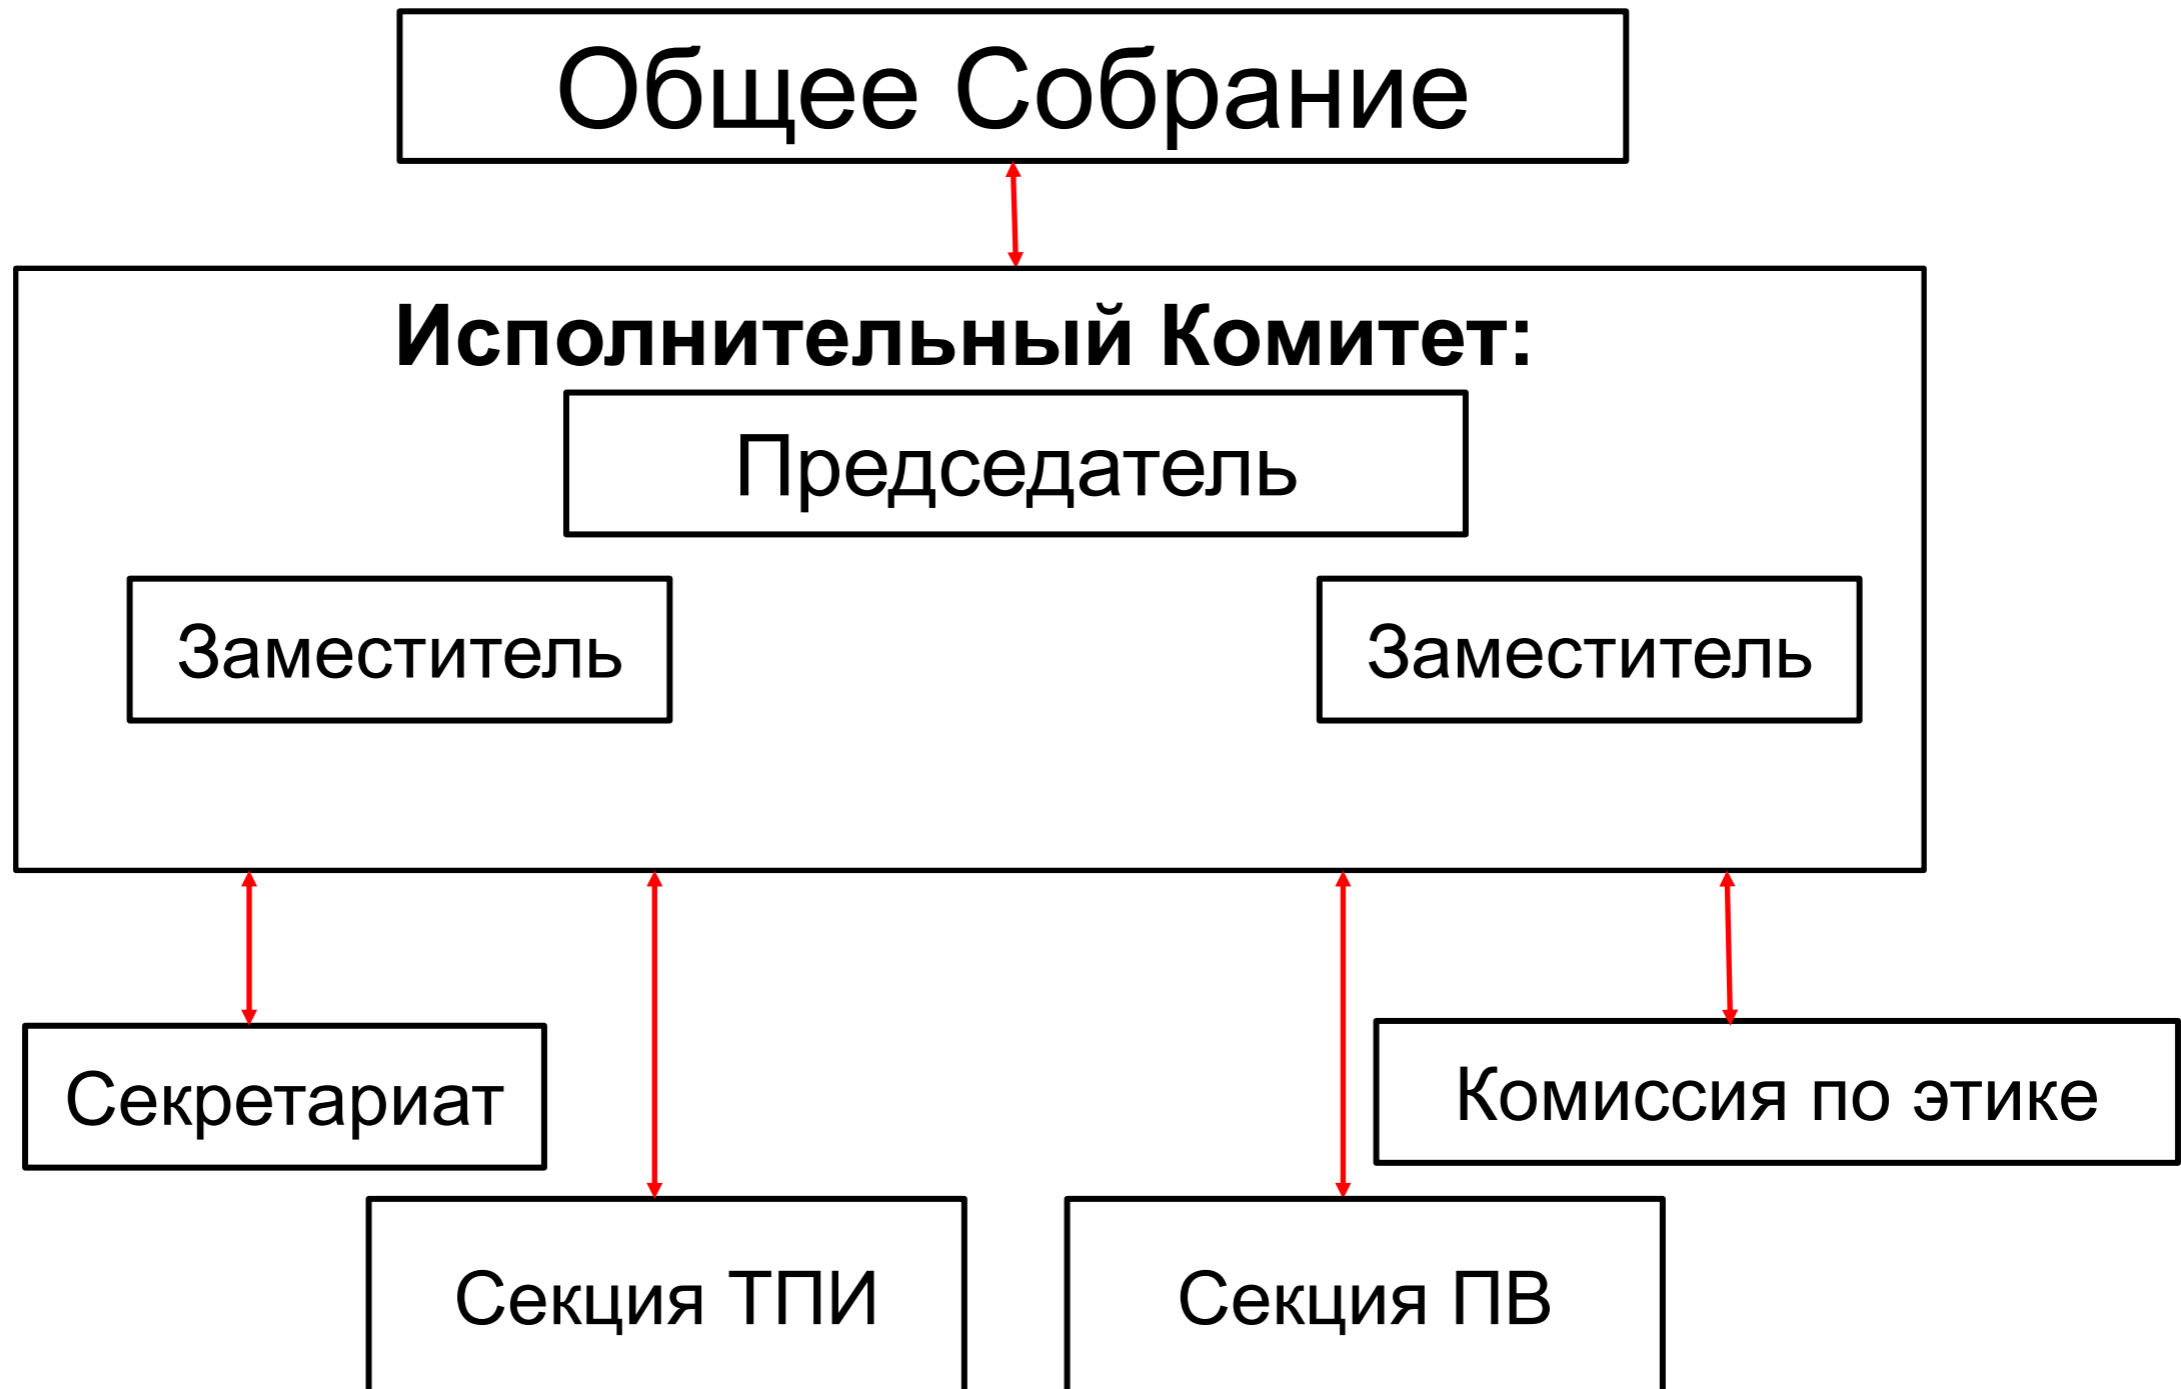 Общее Собрание
Исполнительный Комитет:
Председатель
Заместитель
Заместитель
Секретариат
Комиссия по этике
Секция ТПИ
Секция ПВ